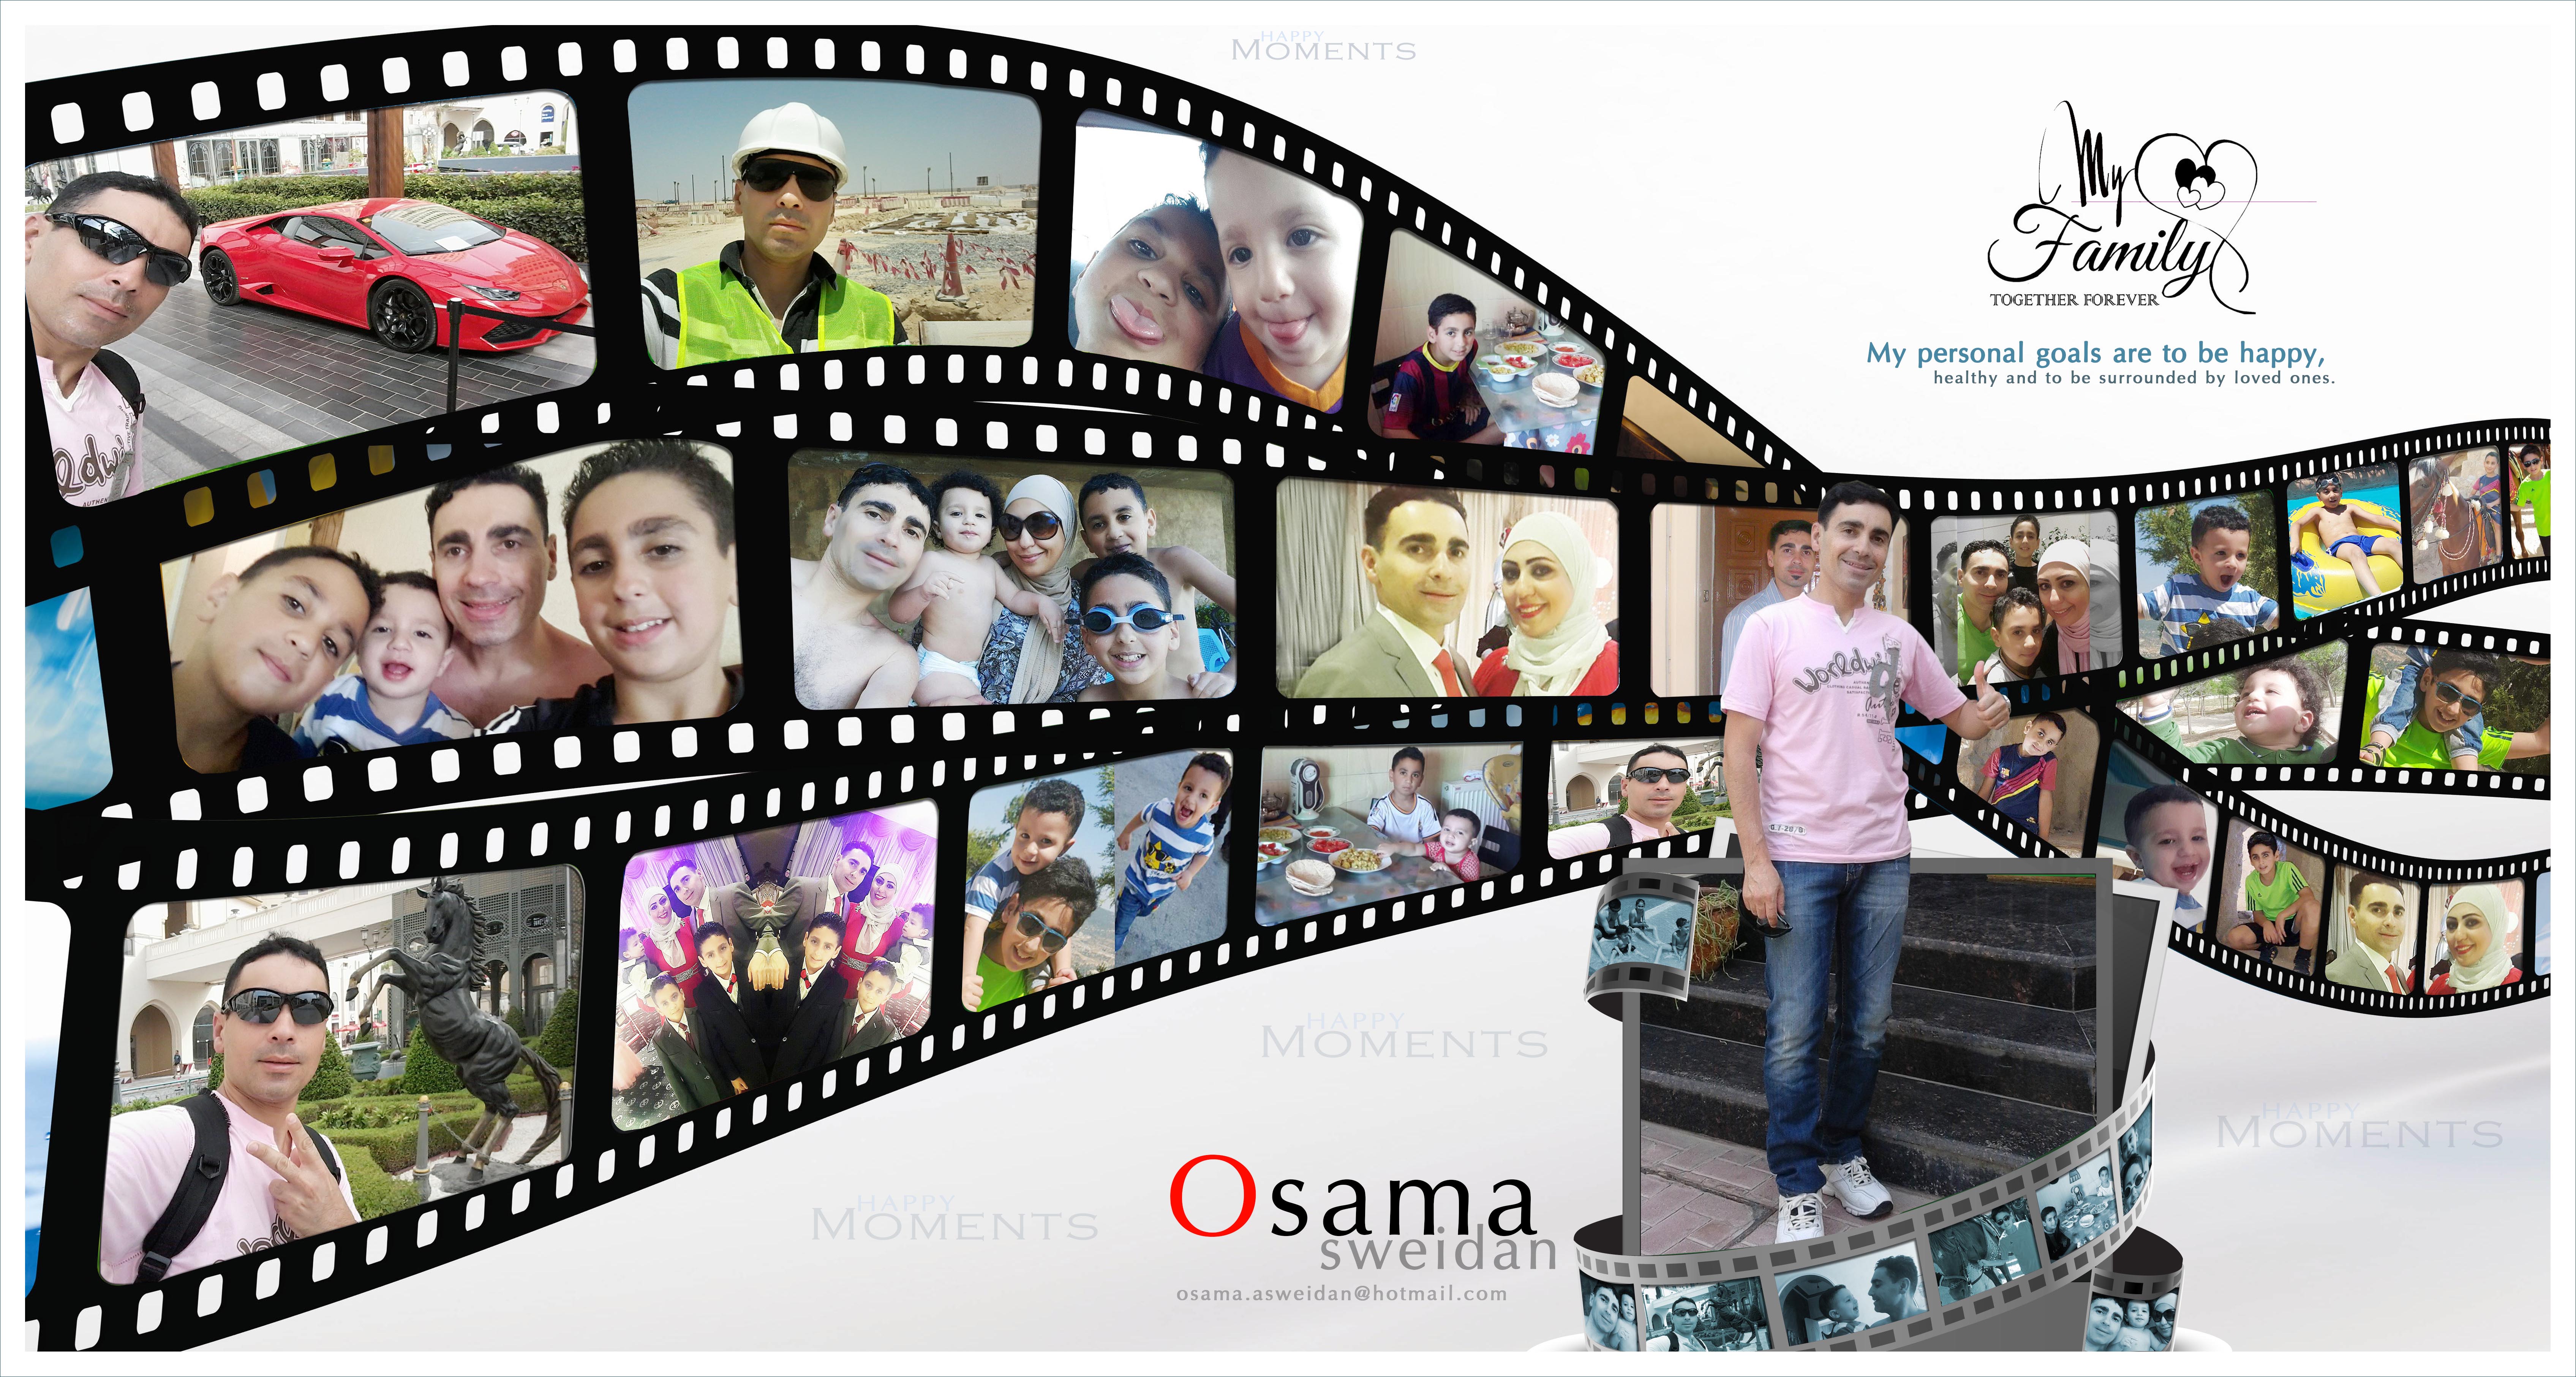 HAPPY
MOMENTS
My
Family
TOGETHER FOREVER
My personal goals are to be happy,
healthy and to be surrounded by loved ones.
Worldwi
HAPPY
MOMENTS
HAPPY
MOMENTS
HAPPY
MOMENTS
Osama
sweidan
osama.asweidan@hotmail.com